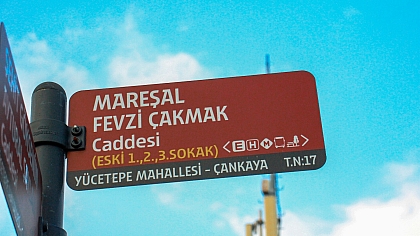 MAREŞAL
FEVZİ ÇAKMAK
Caddesi
(ESKİ 1.,2.,3.SOKAK)
YÜCETEPE MAHALLESİ - ÇANKAYA T.N:17